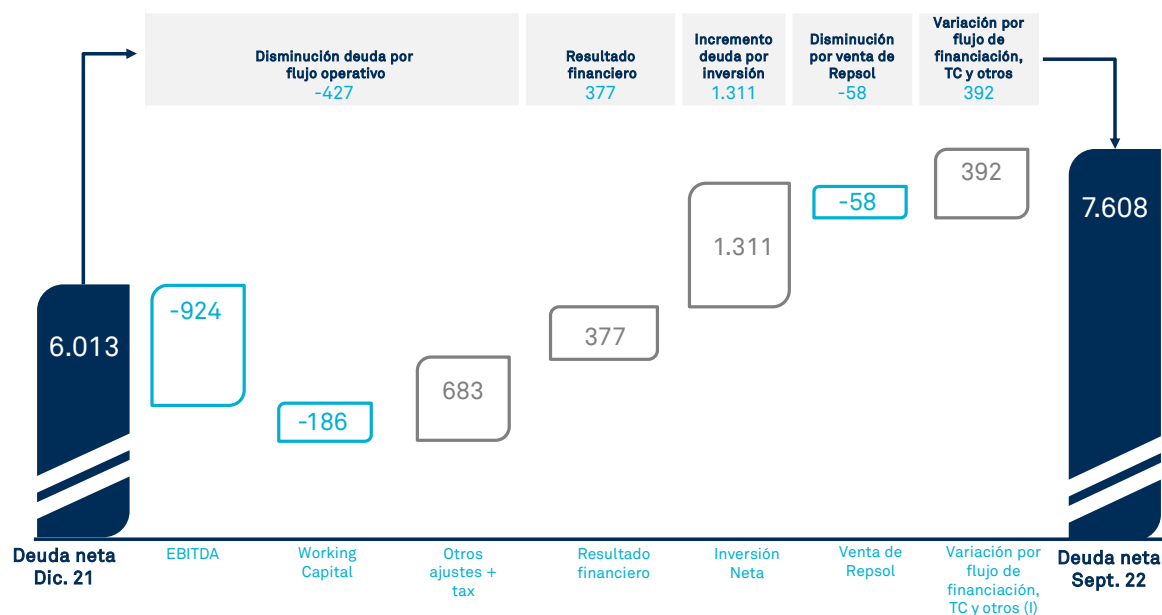 Disminución deuda por
flujo operativo
-427
Resultado
financiero
377
Incremento
deuda por
inversión
1.311
Disminución
por venta de
Repsol
-58
Variación por
flujo de
financiación,
TC y otros
392
6.013
-924
-186
683
377
1.311
-58
392
7.608
Deuda neta
Dic. 21
EBITDA
Working
Capital
Otros
ajustes +
tax
Resultado
financiero
Inversión
Neta
Venta de
Repsol
Variación por
flujo de
financiación,
TC y otros (I)
Deuda neta
Sept. 22